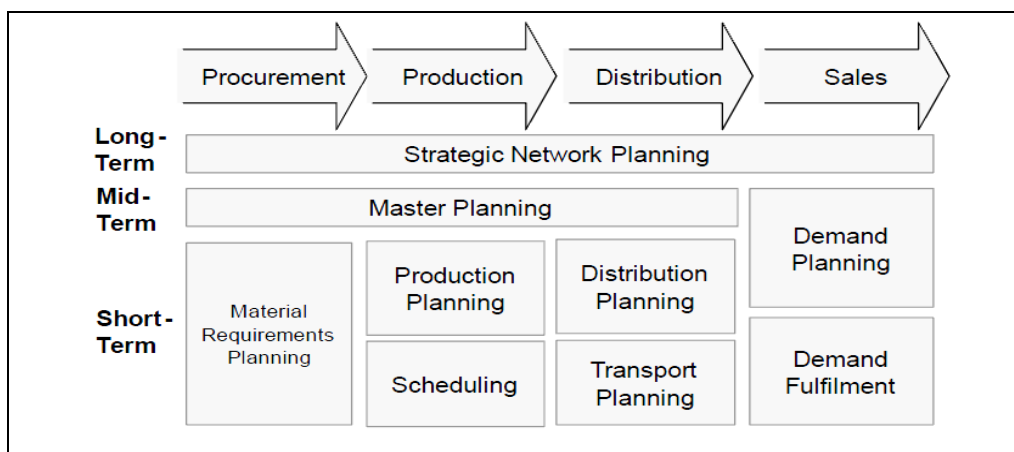 Procurement
Production
Distribution
Sales
Long-
Term
Strategic Network Planning
Mid-
Term
Master Planning
Demand
Planning
Short-
Term
Material
Requirements
Planning
Production
Planning
Distribution
Planning
Scheduling
Transport
Planning
Demand
Fulfilment